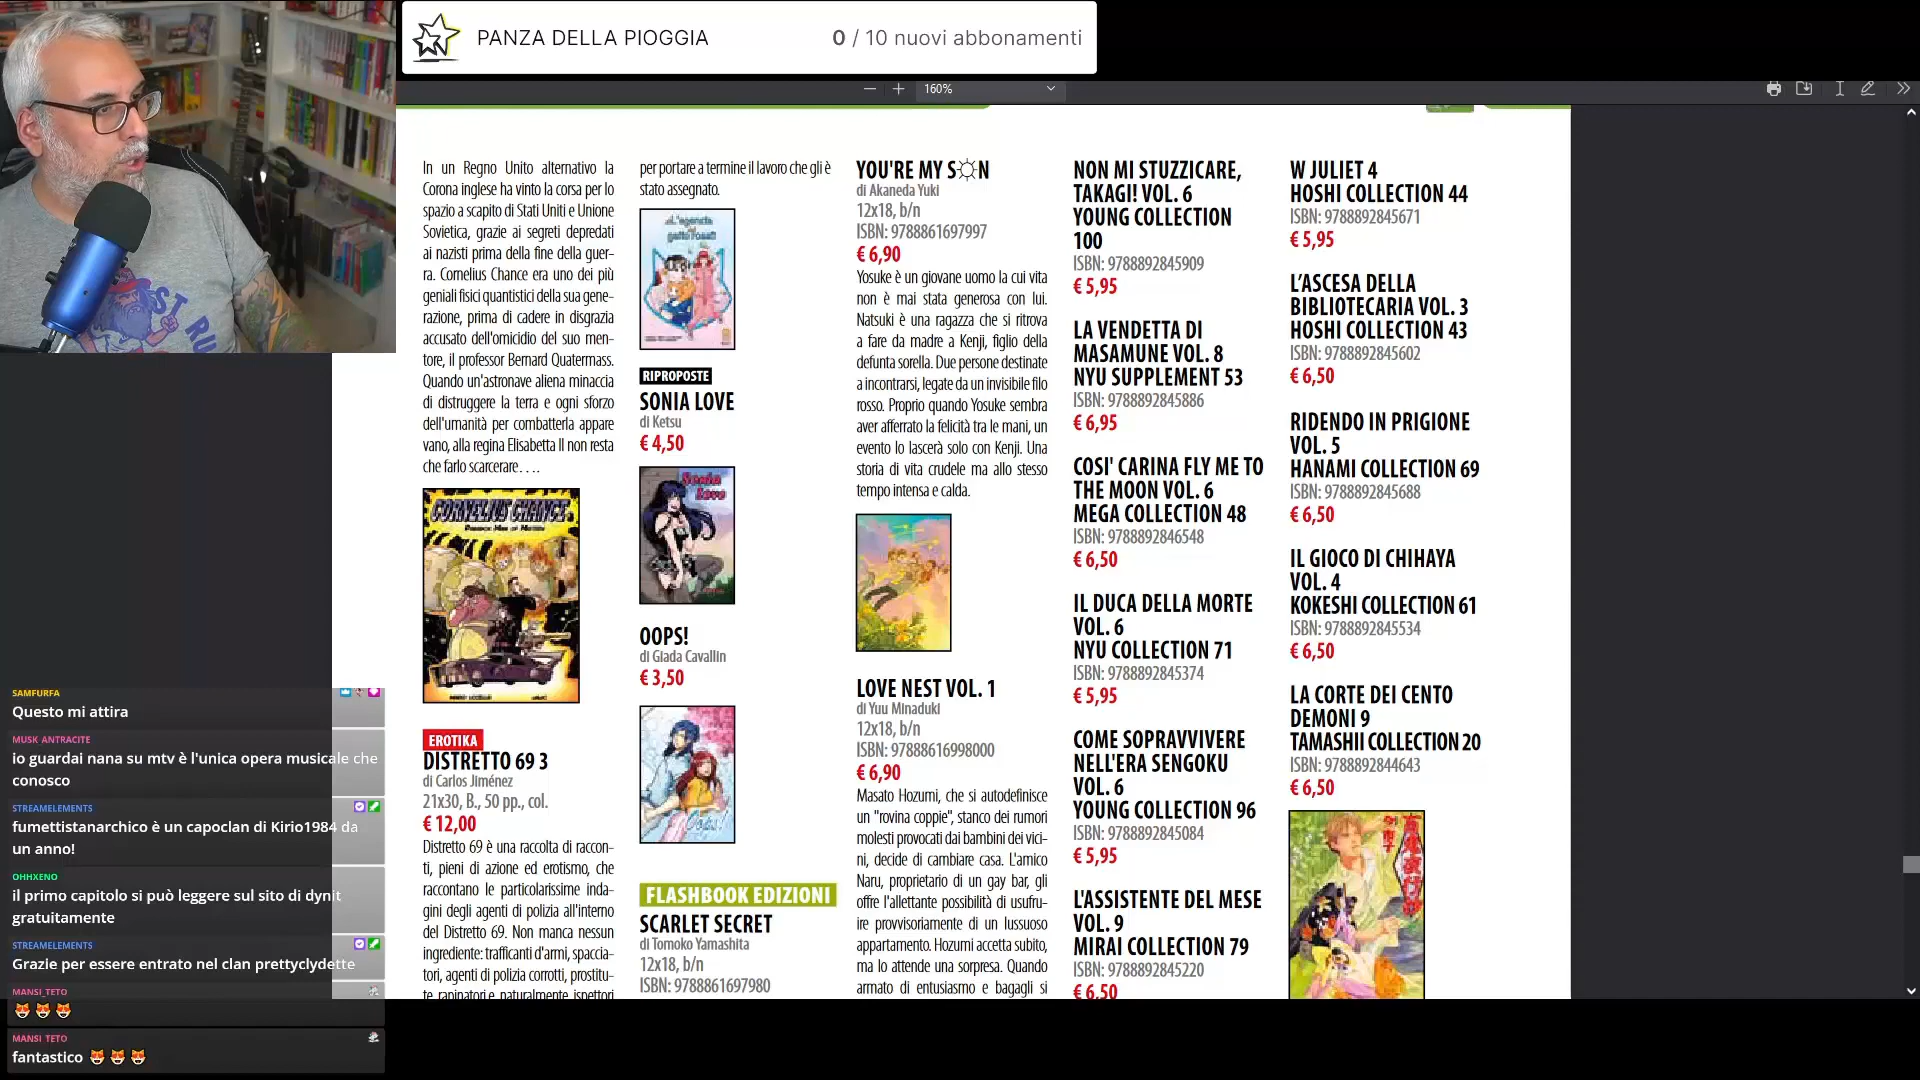 PANZA DELLA PIOGGIA
0 / 10 nuovi abbonamenti
160%
In un Regno Unito alternativo la
Corona inglese ha vinto la corsa per lo
spazio a scapito di Stati Uniti e Unione
Sovietica, grazie ai segreti depredati
ai nazisti prima della fine della guer-
ra. Cornelius Chance era uno dei più
geniali fisici quantistici della sua gene-
razione, prima di cadere in disgrazia
accusato dell'omicidio del suo men-
tore, il professor Bernard Quatermass.
Quando un'astronave aliena minaccia
di distruggere la terra e ogni sforzo
dell'umanità per combatterla appare
vano, alla regina Elisabetta II non resta
che farlo scarcerare....
CORNELIUS CHANCE
EROTIKA
DISTRETTO 69 3
di Carlos Jiménez
21x30, B., 50 pp., col.
€ 12,00
Distretto 69 è una raccolta di raccon-
ti, pieni di azione ed erotismo, che
raccontano le particolarissime inda-
gini degli agenti di polizia all'interno
del Distretto 69. Non manca nessun
ingrediente: trafficanti d'armi, spaccia-
tori, agenti di polizia corrotti, prostitu-
te, rapinatori e, naturalmente, ispettori
per portare a termine il lavoro che gli è
stato assegnato.
RIPROPOSTE
SONIA LOVE
di Ketsu
€ 4,50
Sonia
Love
OOPS!
di Giada Cavallin
€ 3,50
Oops!
FLASHBOOK EDIZIONI
SCARLET SECRET
di Tomoko Yamashita
12x18, b/n
ISBN: 9788861697980
YOU'RE MY S☼N
di Akaneda Yuki
12x18, b/n
ISBN: 9788861697997
€ 6,90
Yosuke è un giovane uomo la cui vita
non è mai stata generosa con lui.
Natsuki è una ragazza che si ritrova
a fare da madre a Kenji, figlio della
defunta sorella. Due persone destinate
a incontrarsi, legate da un invisibile filo
rosso. Proprio quando Yosuke sembra
aver afferrato la felicità tra le mani, un
evento lo lascerà solo con Kenji. Una
storia di vita crudele ma allo stesso
tempo intensa e calda.
LOVE NEST VOL. 1
di Yuu Minaduki
12x18, b/n
ISBN: 97888616998000
€ 6,90
Masato Hozumi, che si autodefinisce
un "rovina coppie", stanco dei rumori
molesti provocati dai bambini dei vici-
ni, decide di cambiare casa. L'amico
Naru, proprietario di un gay bar, gli
offre l'allettante possibilità di usufru-
ire provvisoriamente di un lussuoso
appartamento. Hozumi accetta subito,
ma lo attende una sorpresa. Quando
armato di entusiasmo e bagagli si
NON MI STUZZICARE,
TAKAGI! VOL. 6
YOUNG COLLECTION
100
ISBN: 9788892845909
€ 5,95
LA VENDETTA DI
MASAMUNE VOL. 8
NYU SUPPLEMENT 53
ISBN: 9788892845886
€ 6,95
COSI' CARINA FLY ME TO
THE MOON VOL. 6
MEGA COLLECTION 48
ISBN: 9788892846548
€ 6,50
IL DUCA DELLA MORTE
VOL. 6
NYU COLLECTION 71
ISBN: 9788892845374
€ 5,95
COME SOPRAVVIVERE
NELL'ERA SENGOKU
VOL. 6
YOUNG COLLECTION 96
ISBN: 9788892845084
€ 5,95
L'ASSISTENTE DEL MESE
VOL. 9
MIRAI COLLECTION 79
ISBN: 9788892845220
€ 6,50
W JULIET 4
HOSHI COLLECTION 44
ISBN: 9788892845671
€ 5,95
L'ASCESA DELLA
BIBLIOTECARIA VOL. 3
HOSHI COLLECTION 43
ISBN: 9788892845602
€ 6,50
RIDENDO IN PRIGIONE
VOL. 5
HANAMI COLLECTION 69
ISBN: 9788892845688
€ 6,50
IL GIOCO DI CHIHAYA
VOL. 4
KOKESHI COLLECTION 61
ISBN: 9788892845534
€ 6,50
LA CORTE DEI CENTO
DEMONI 9
TAMASHII COLLECTION 20
ISBN: 9788892844643
€ 6,50
SAMFURFA
Questo mi attira
MUSK ANTRACITE
io guardai nana su mtv è l'unica opera musicale che
conosco
STREAMELEMENTS
fumettistanarchico è un capoclan di Kirio1984 da
un anno!
OHHXENO
il primo capitolo si può leggere sul sito di dynit
gratuitamente
STREAMELEMENTS
Grazie per essere entrato nel clan prettyclydette
MANSI_TETO
MANSI TETO
fantastico